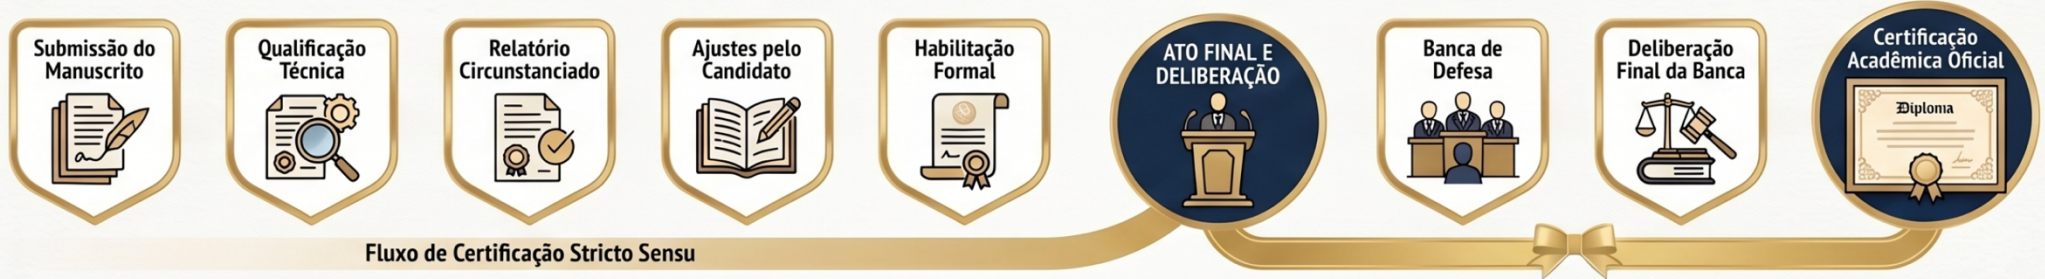 Submissão do
Manuscrito
Qualificação
Técnica
Relatório
Circunstanciado
Ajustes pelo
Candidato
Habilitação
Formal
ATO FINAL E
DELIBERAÇÃO
Banca de
Defesa
Deliberação
Final da Banca
Certificação
Acadêmica Oficial
Diploma
Fluxo de Certificação Stricto Sensu